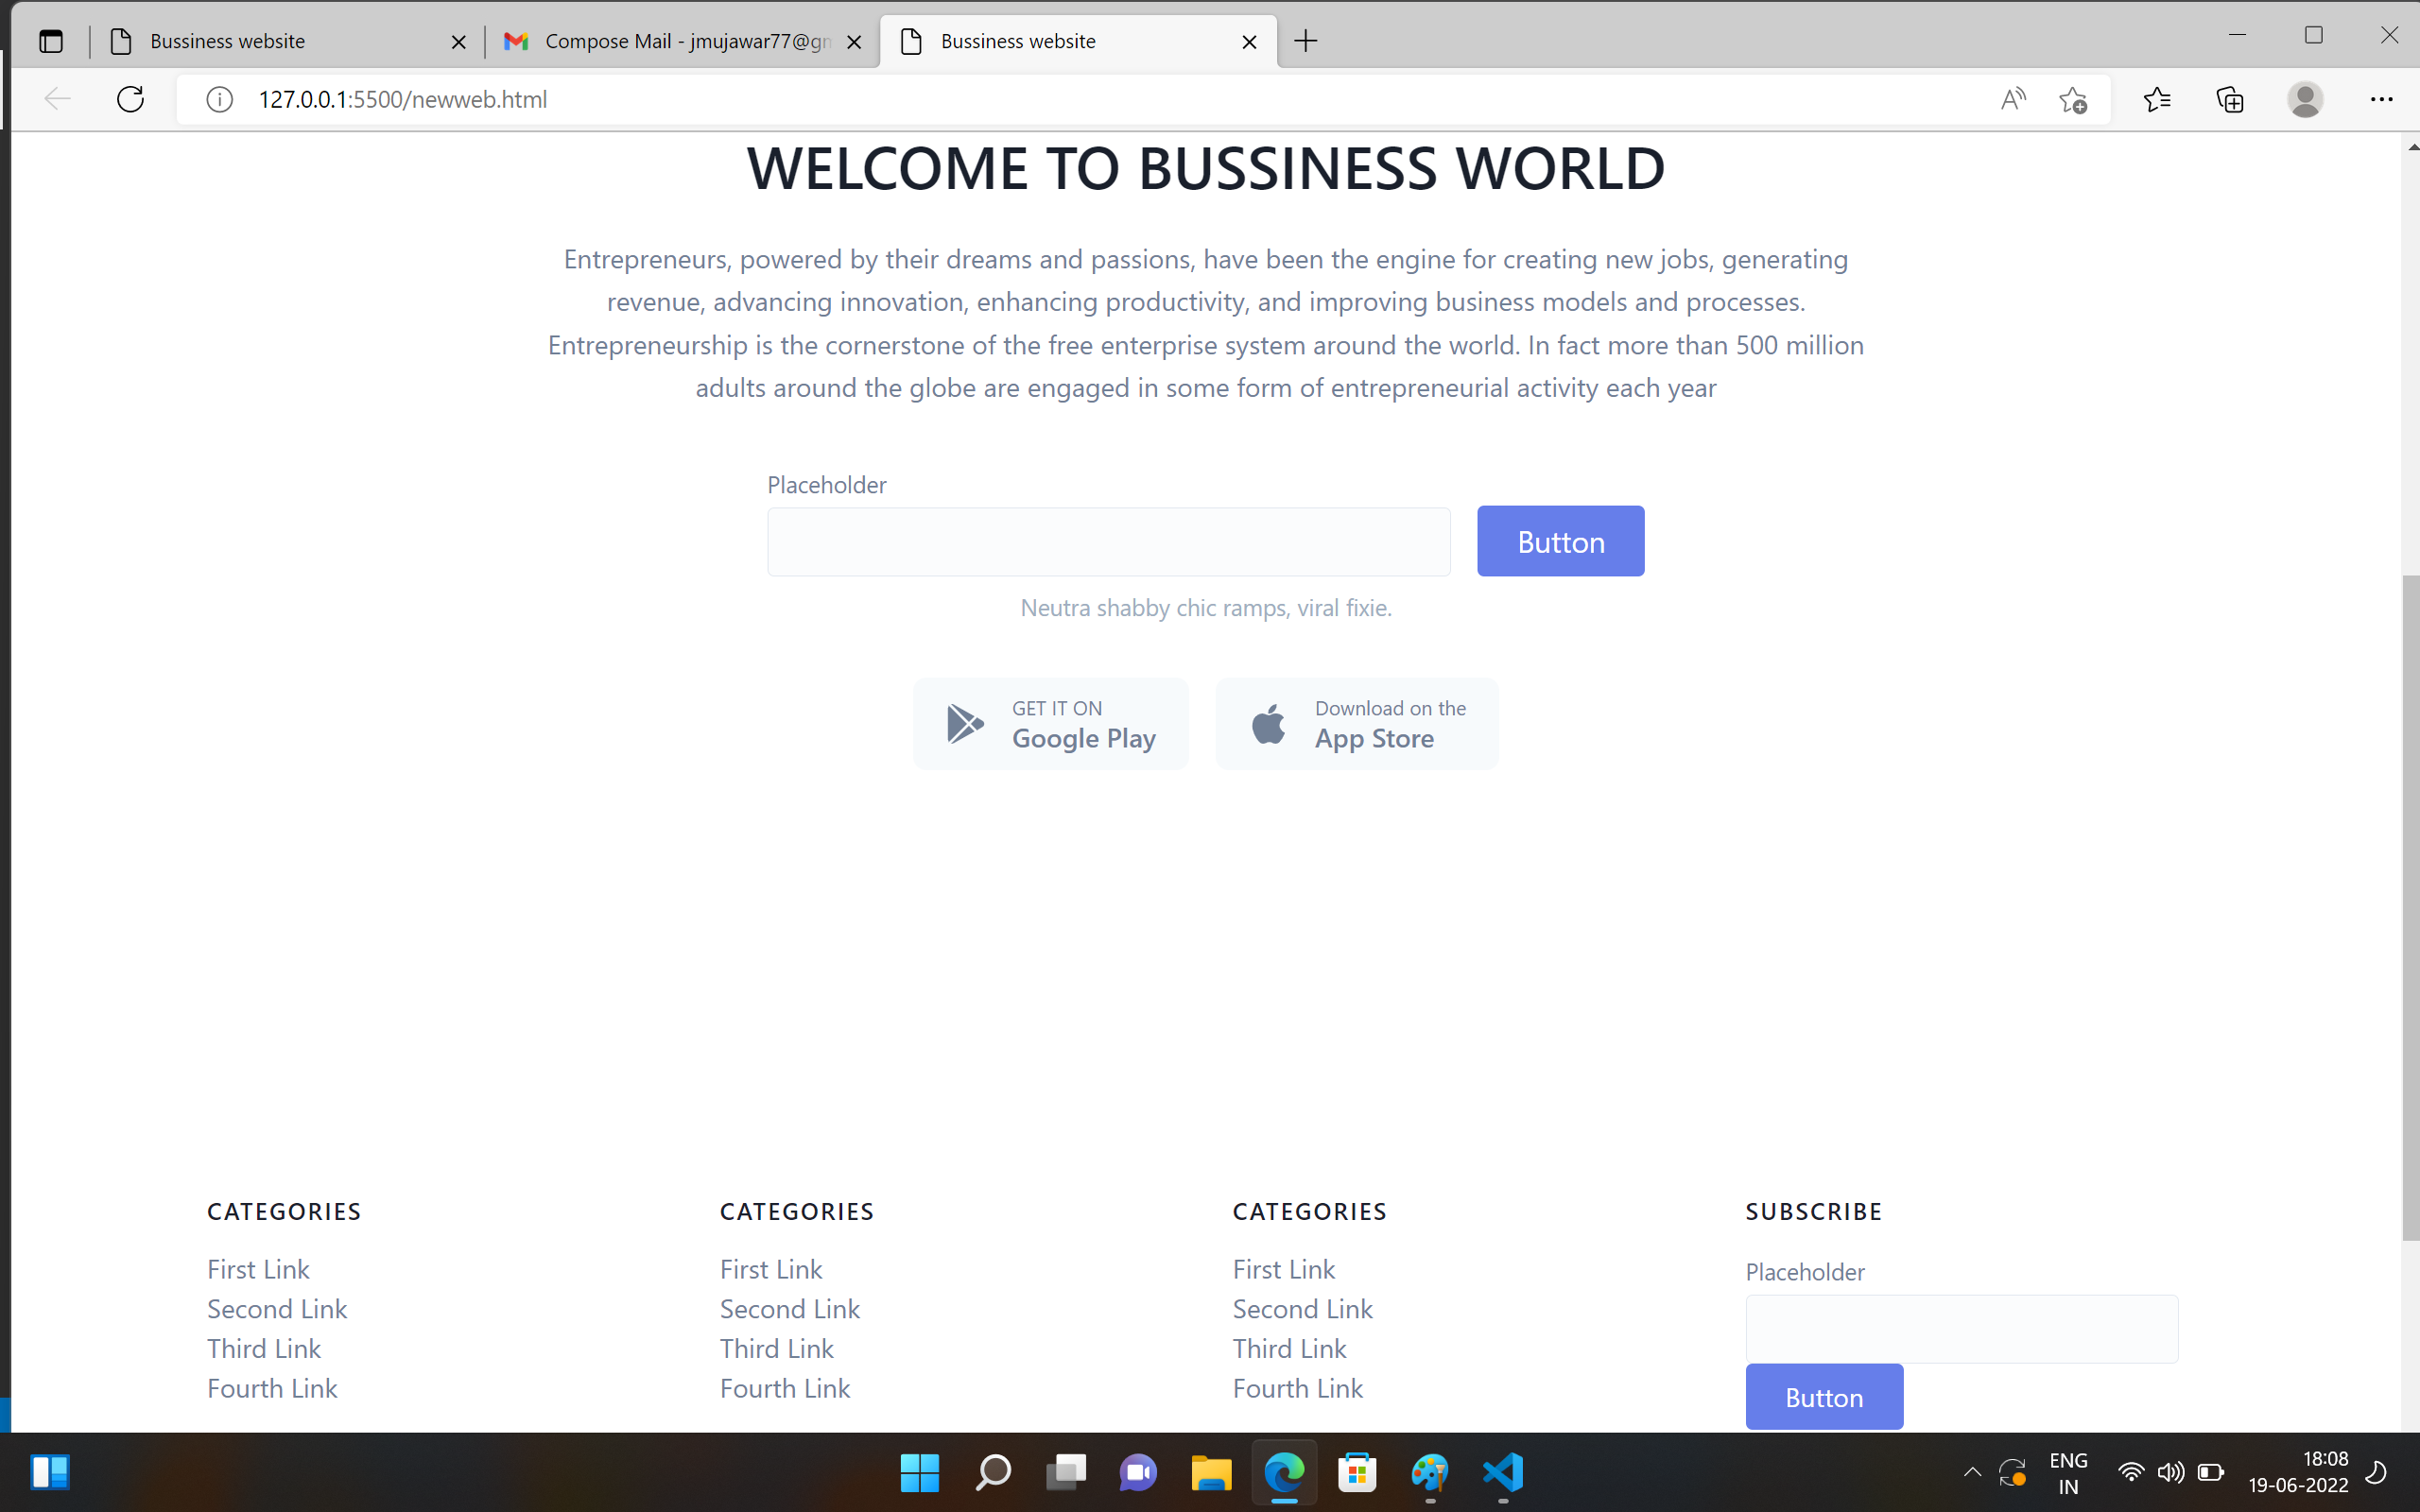 Bussiness website
Compose Mail - jmujawar77@gm
Bussiness website
127.0.0.1:5500/newweb.html
WELCOME TO BUSSINESS WORLD
Entrepreneurs, powered by their dreams and passions, have been the engine for creating new jobs, generating
revenue, advancing innovation, enhancing productivity, and improving business models and processes.
Entrepreneurship is the cornerstone of the free enterprise system around the world. In fact more than 500 million
adults around the globe are engaged in some form of entrepreneurial activity each year
Placeholder
Button
Neutra shabby chic ramps, viral fixie.
GET IT ON
Google Play
Download on the
App Store
CATEGORIES
First Link
Second Link
Third Link
Fourth Link
CATEGORIES
First Link
Second Link
Third Link
Fourth Link
CATEGORIES
First Link
Second Link
Third Link
Fourth Link
SUBSCRIBE
Placeholder
Button
ENG
IN
18:08
19-06-2022